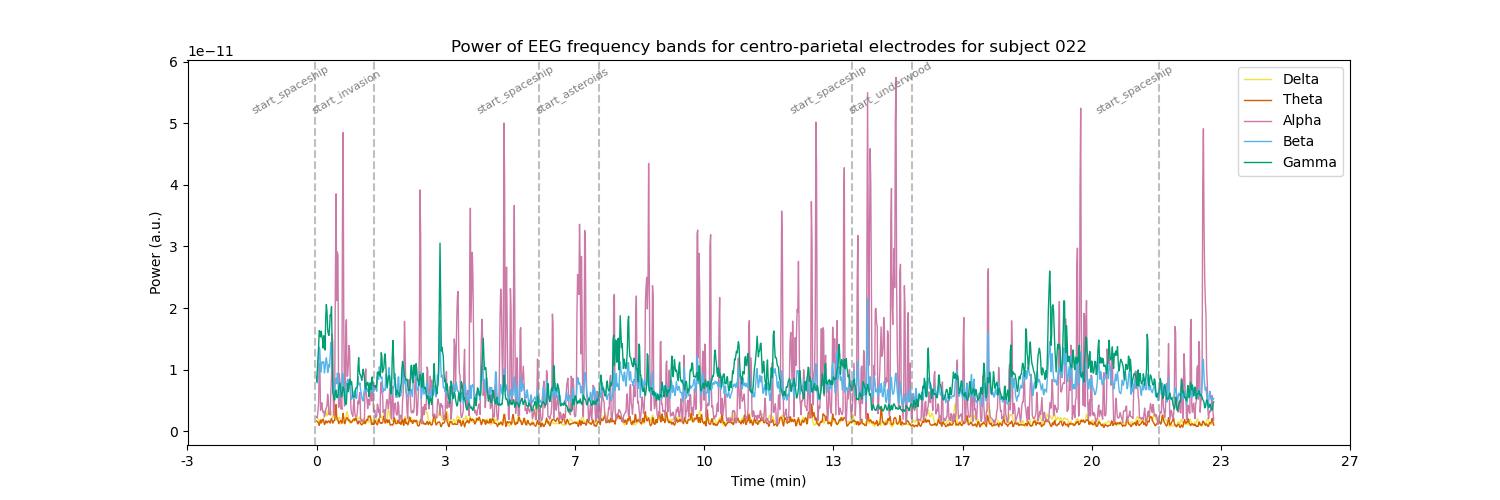 Power of EEG frequency bands for centro-parietal electrodes for subject 022
1e−11
start_spaceship
start_invasion
start_spaceship
start_asteroids
start_spaceship
start_underwood
start_spaceship
Delta
Theta
Alpha
Beta
Gamma
6
5
4
3
2
1
0
Power (a.u.)
-3 0 3 7 10 13 17 20 23 27
Time (min)